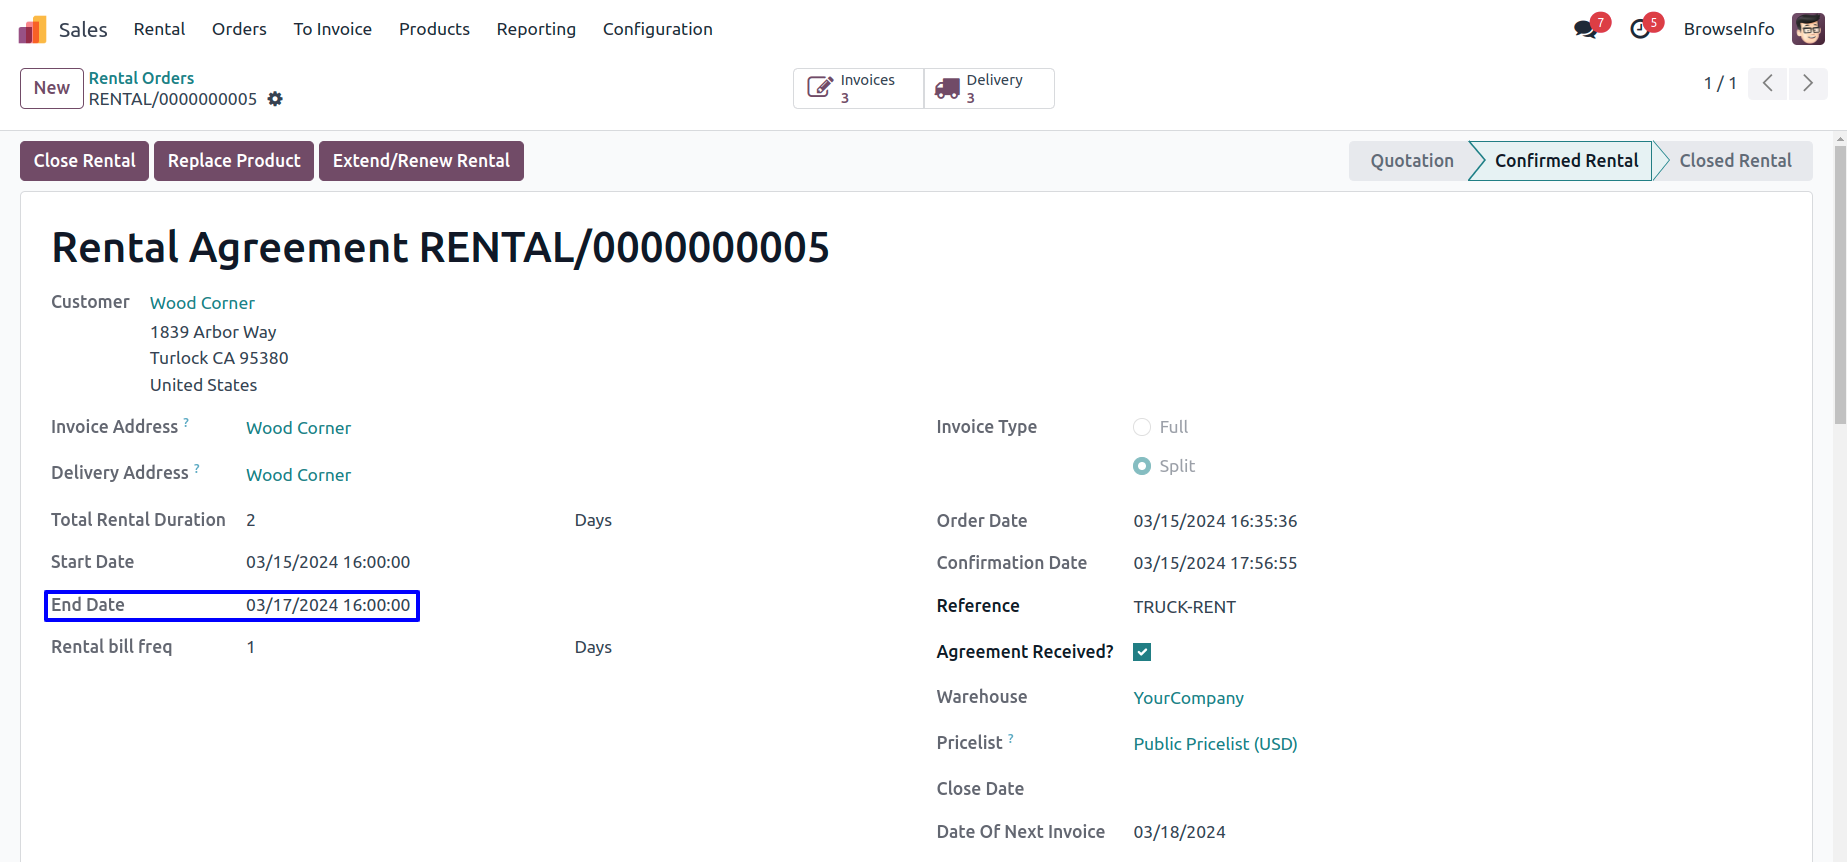 Sales Rental Orders To Invoice Products Reporting Configuration 7 5 BrowseInfo
New Rental Orders Invoices Delivery 1 / 1
RENTAL/0000000005 3 3
Close Rental Replace Product Extend/Renew Rental Quotation Confirmed Rental Closed Rental
Rental Agreement RENTAL/0000000005
Customer Wood Corner
1839 Arbor Way
Turlock CA 95380
United States
Invoice Address ? Wood Corner Invoice Type Full
Split
Delivery Address ? Wood Corner
Total Rental Duration 2 Days Order Date 03/15/2024 16:35:36
Start Date 03/15/2024 16:00:00 Confirmation Date 03/15/2024 17:56:55
End Date 03/17/2024 16:00:00 Reference TRUCK-RENT
Rental bill freq 1 Days Agreement Received?
Warehouse YourCompany
Pricelist ? Public Pricelist (USD)
Close Date
Date Of Next Invoice 03/18/2024